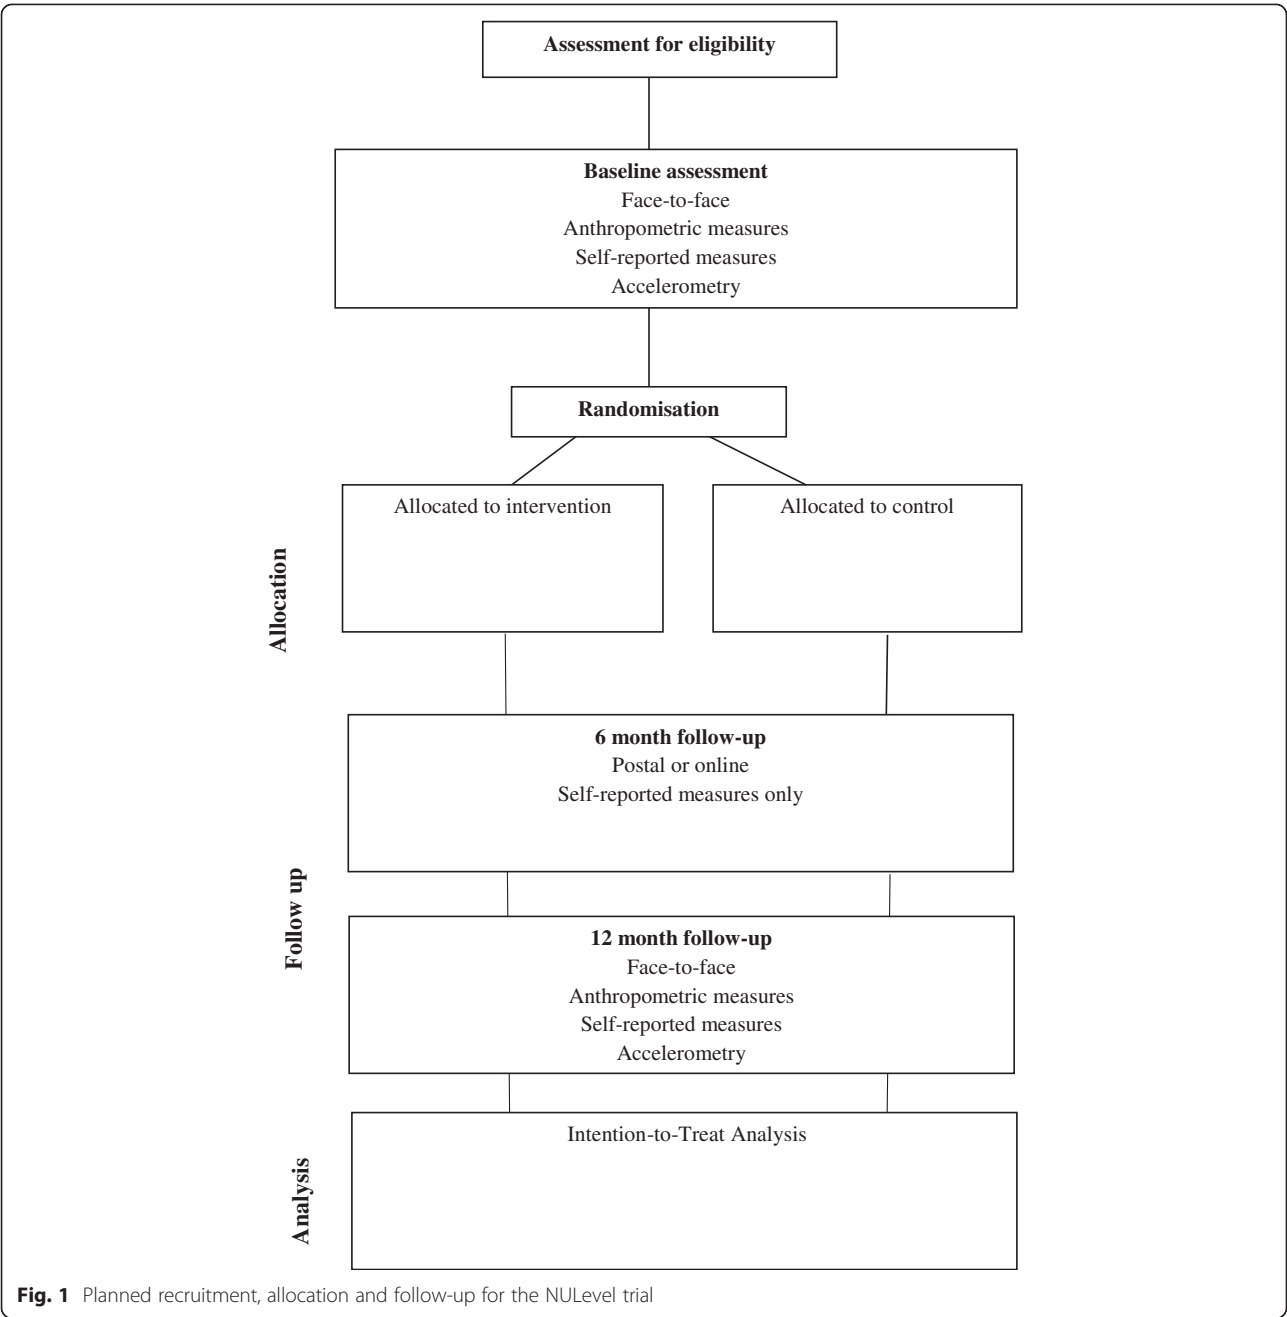 Assessment for eligibility
Baseline assessment
Face-to-face
Anthropometric measures
Self-reported measures
Accelerometry
Randomisation
Allocated to intervention
Allocated to control
Allocation
6 month follow-up
Postal or online
Self-reported measures only
Follow up
12 month follow-up
Face-to-face
Anthropometric measures
Self-reported measures
Accelerometry
Intention-to-Treat Analysis
Analysis
Fig. 1 Planned recruitment, allocation and follow-up for the NULevel trial